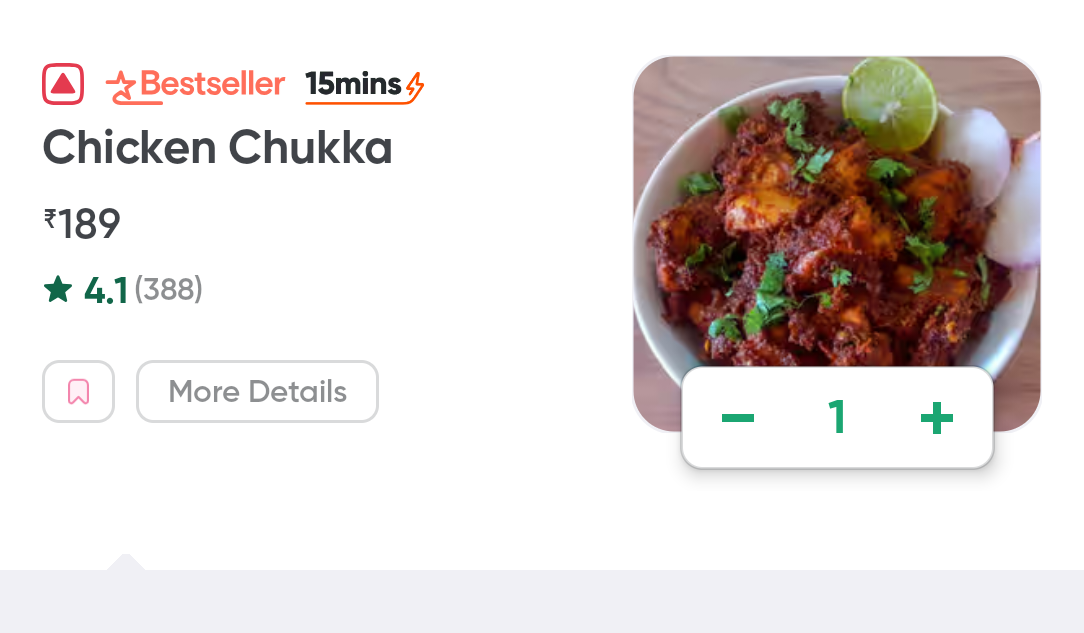 Bestseller 15mins
Chicken Chukka
₹189
4.1 (388)
More Details
1